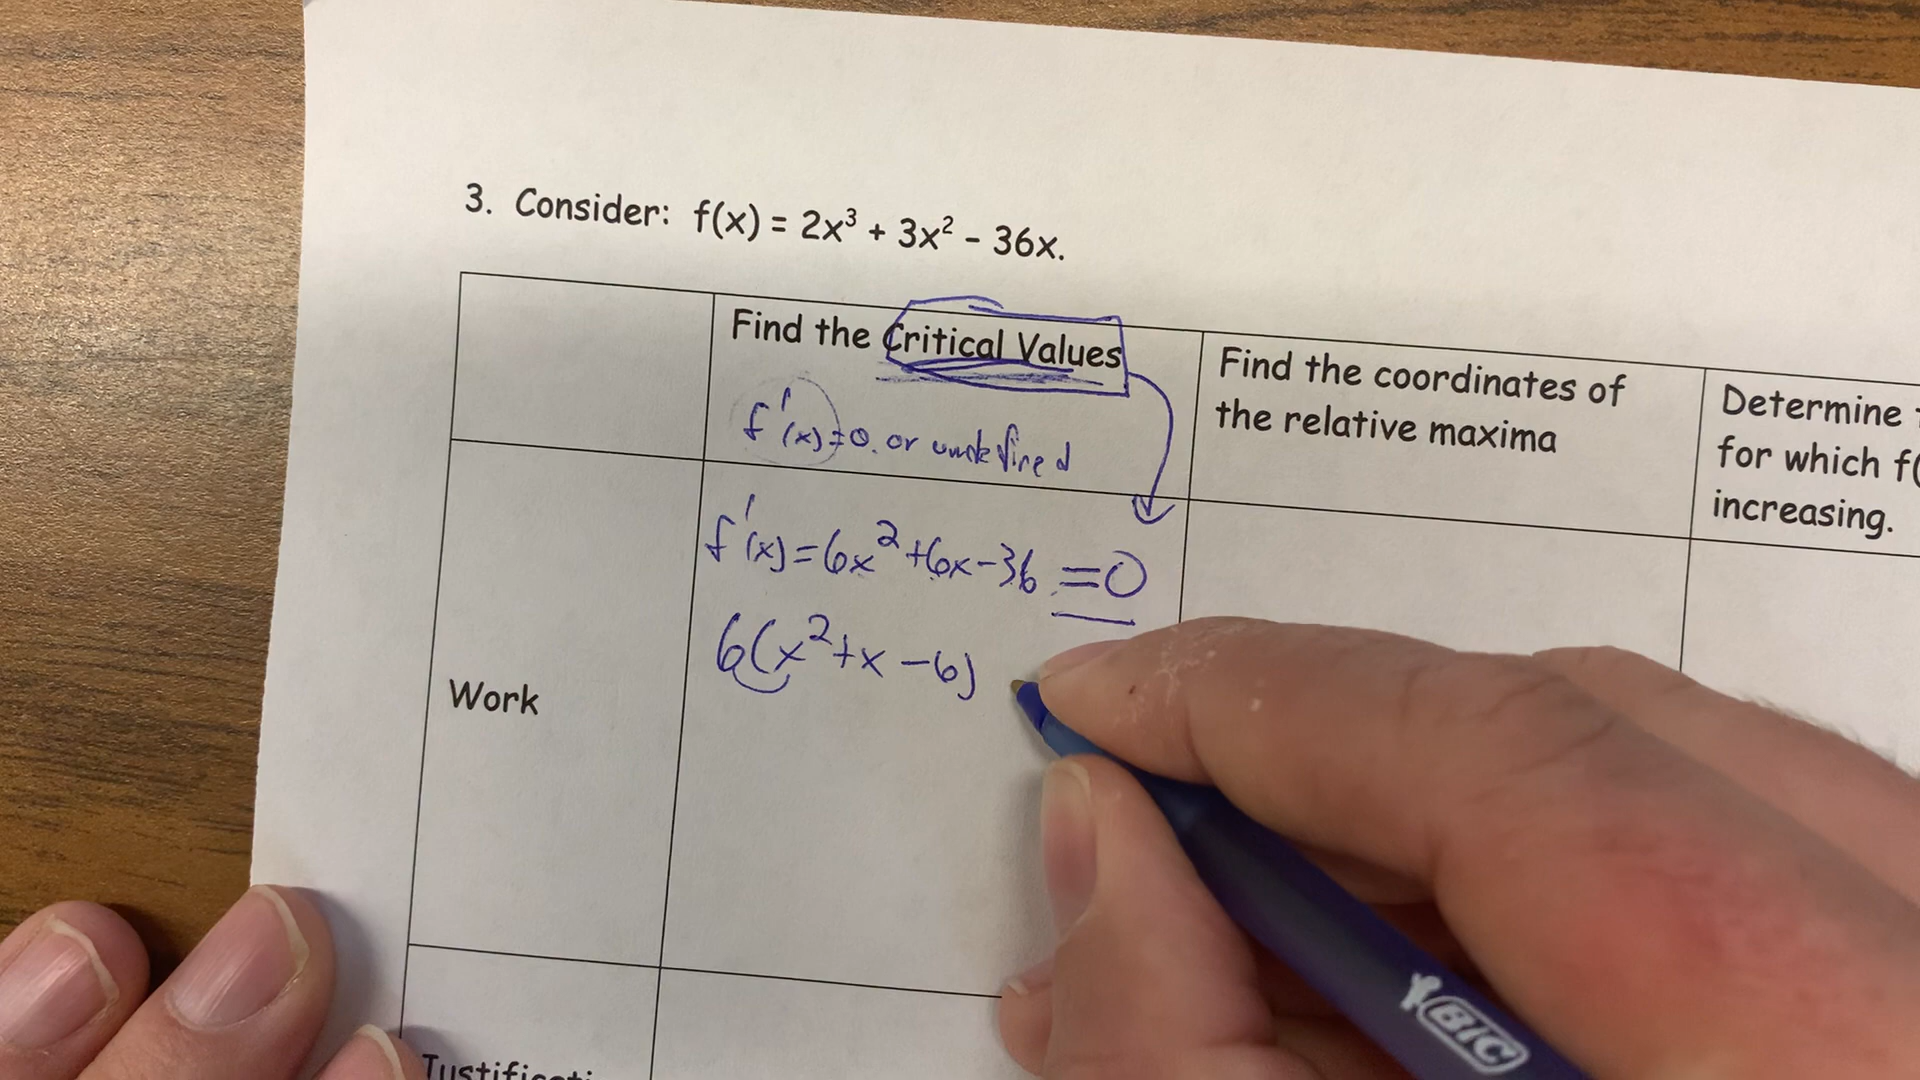 3. Consider: f(x) = 2x³ + 3x² - 36x.
Find the Critical Values
f'(x)=0. or undefined
Find the coordinates of
the relative maxima
Determine
for which f(
increasing.
Work
f'(x)=6x²+6x-36 =0
6(x²+x-6)
BIC